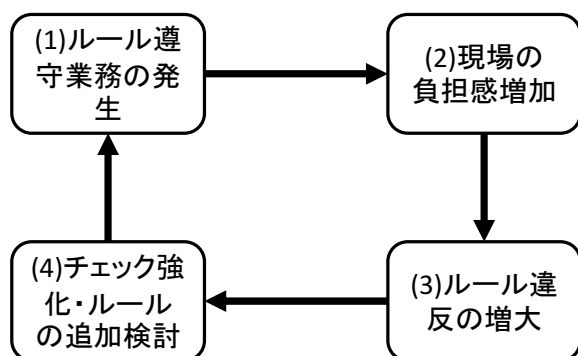 (1)ルール遵
守業務の発
生
(2)現場の
負担感増加
(3)ルール違
反の増大
(4)チェック強
化・ルール
の追加検討